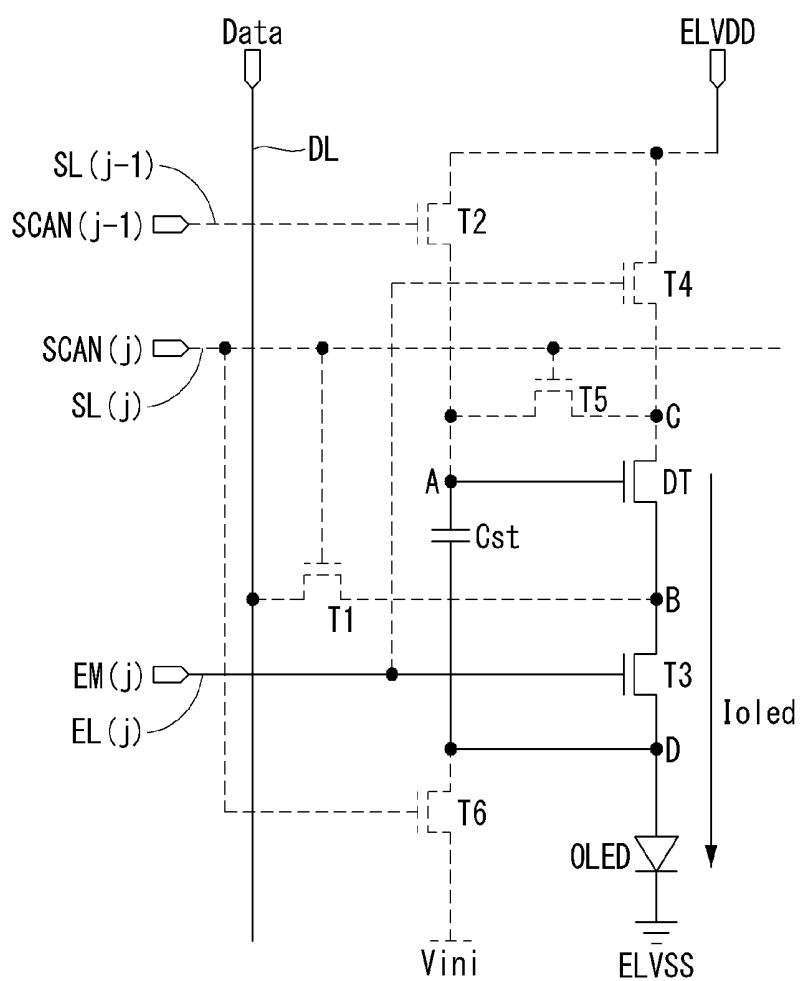 Data
ELVDD
DL
SL(j-1)
SCAN(j-1)
T2
T4
SCAN(j)
SL(j)
T5
C
A
DT
Cst
B
T1
EM(j)
T3
EL(j)
Ioled
D
T6
OLED
Vini
ELVSS